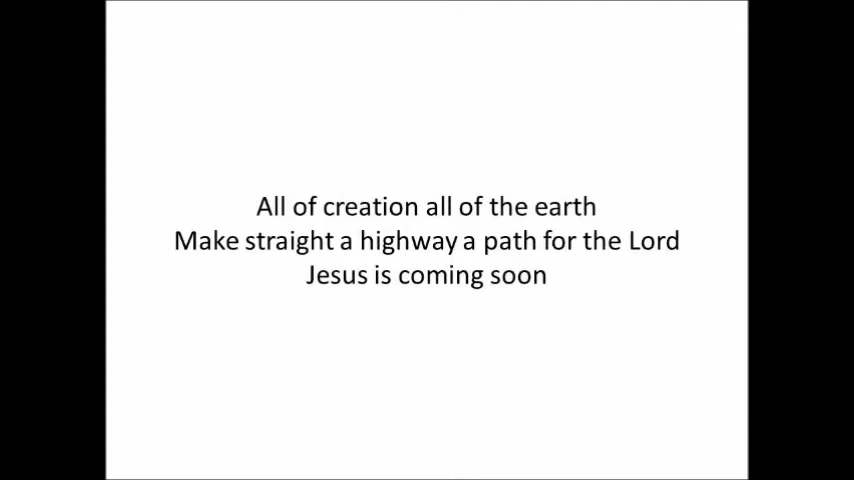 All of creation all of the earth
Make straight a highway a path for the Lord
Jesus is coming soon